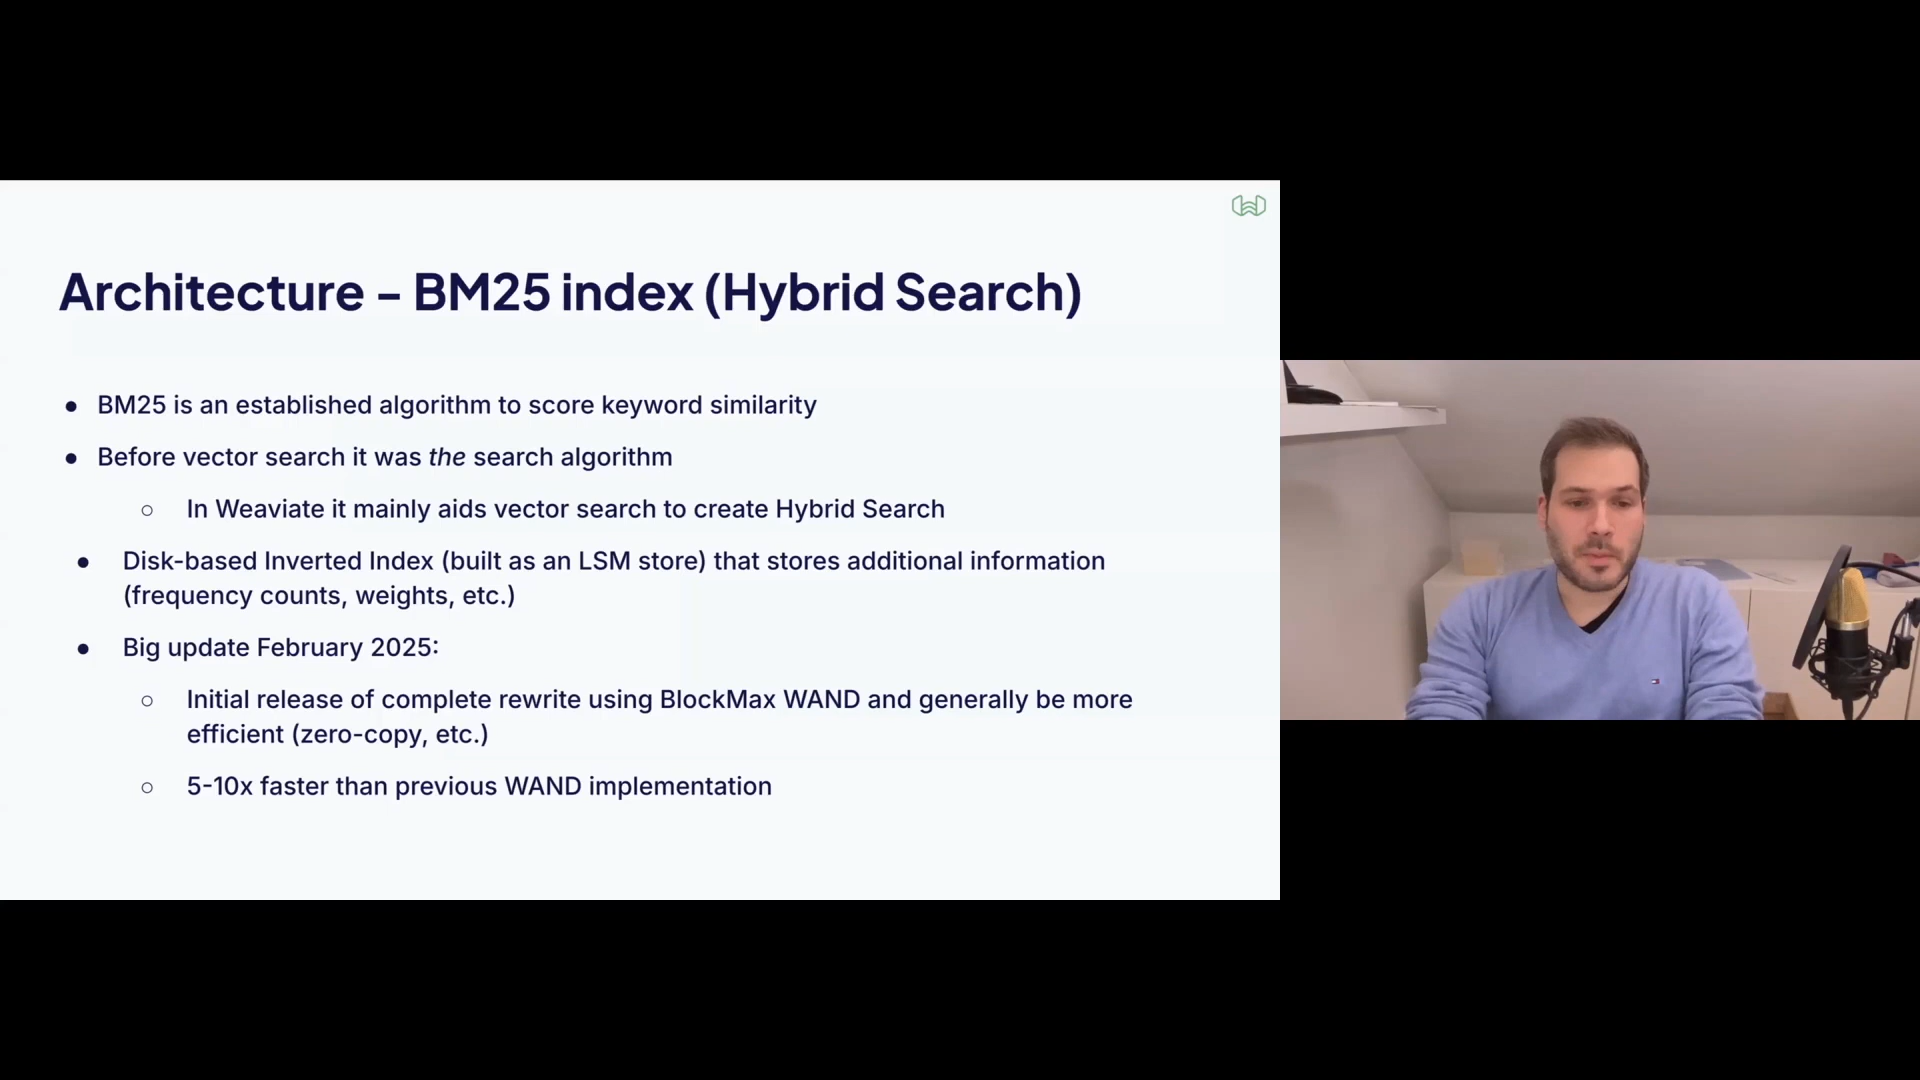 Architecture – BM25 index (Hybrid Search)
● BM25 is an established algorithm to score keyword similarity
● Before vector search it was the search algorithm
○ In Weaviate it mainly aids vector search to create Hybrid Search
● Disk-based Inverted Index (built as an LSM store) that stores additional information
(frequency counts, weights, etc.)
● Big update February 2025:
○ Initial release of complete rewrite using BlockMax WAND and generally be more
efficient (zero-copy, etc.)
○ 5-10x faster than previous WAND implementation